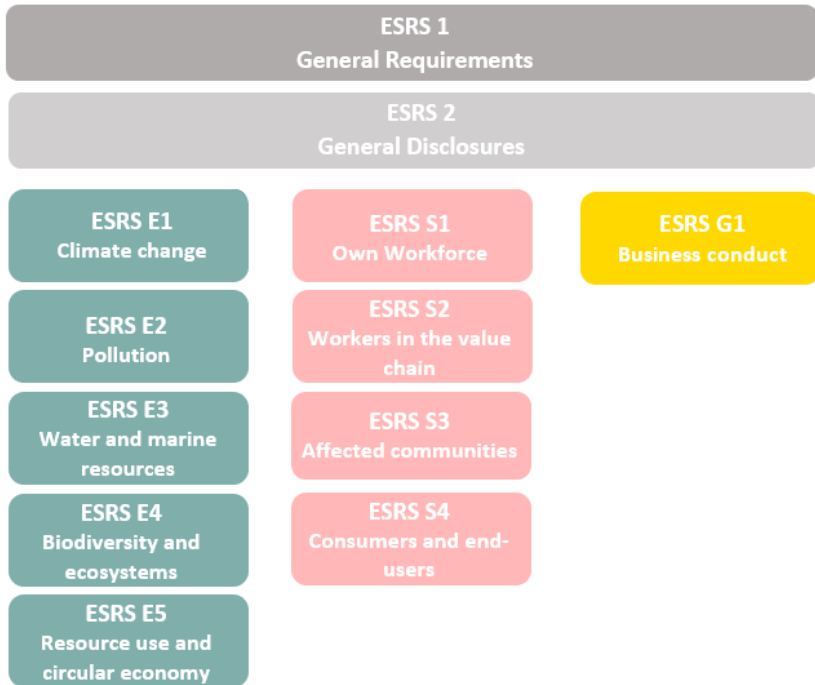 ESRS 1
General Requirements
ESRS 2
General Disclosures
ESRS E1
Climate change
ESRS E2
Pollution
ESRS E3
Water and marine
resources
ESRS E4
Biodiversity and
ecosystems
ESRS E5
Resource use and
circular economy
ESRS S1
Own Workforce
ESRS S2
Workers in the value
chain
ESRS S3
Affected communities
ESRS S4
Consumers and end-
users
ESRS G1
Business conduct